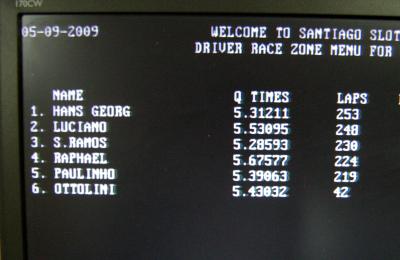 170CW
05-09-2009 WELCOME TO SANTIAGO SLOT
DRIVER RACE ZONE MENU FOR
NAME Q TIMES LAPS
1. HANS GEORG 5.31211 253
2. LUCIANO 5.53095 248
3. S.RAMOS 5.28593 230
4. RAPHAEL 5.67577 224
5. PAULINHO 5.39063 219
6. OTTOLINI 5.43032 42